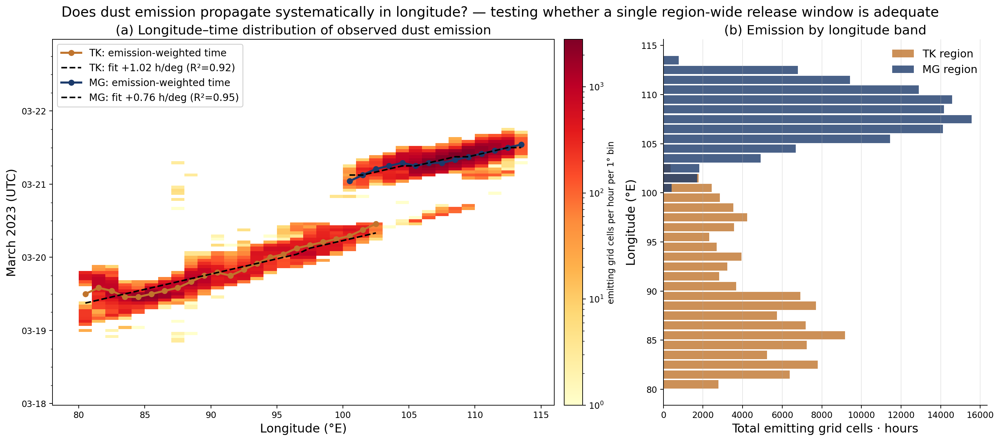 Does dust emission propagate systematically in longitude? — testing whether a single region-wide release window is adequate
(a) Longitude–time distribution of observed dust emission
TK: emission-weighted time
TK: fit +1.02 h/deg (R²=0.92)
MG: emission-weighted time
MG: fit +0.76 h/deg (R²=0.95)
March 2023 (UTC)
03-22
03-21
03-20
03-19
03-18
80
85
90
95
100
105
110
115
Longitude (°E)
10³
10²
10¹
10⁰
emitting grid cells per hour per 1° bin
(b) Emission by longitude band
TK region
MG region
Longitude (°E)
115
110
105
100
95
90
85
80
0
2000
4000
6000
8000
10000
12000
14000
16000
Total emitting grid cells · hours